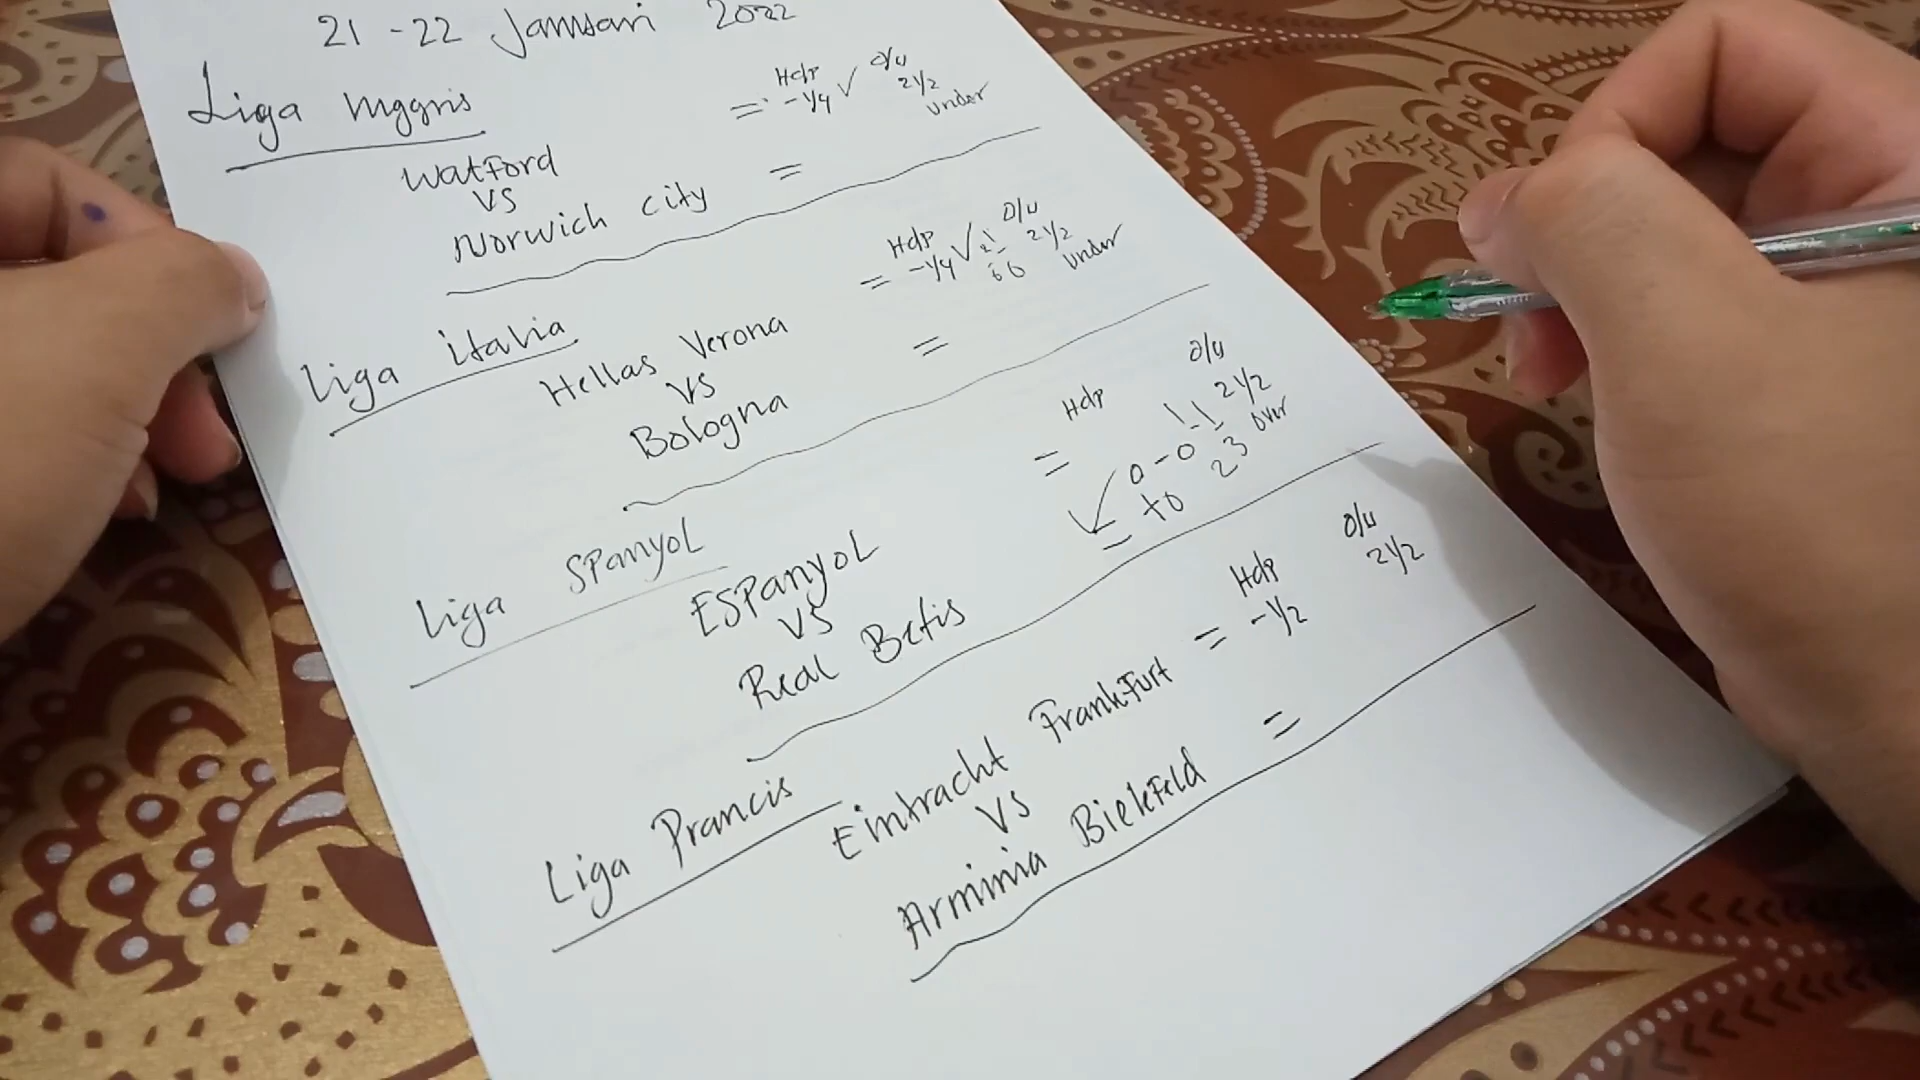 21 - 22 Januari 2022
Liga Inggris
Watford
VS
Norwich city =
= Hdp -1/4 ✓ O/U 2 1/2 under
Liga italia
Hellas Verona
VS
Bologna =
= Hdp -1/4 ✓ O/U 2 1/2 under
Liga SPanyol
ESPanyol
VS
Real Betis
= Hdp O/U 2 1/2 over
0-0
23
Liga Prancis
Eintracht Frankfurt = Hdp -1/2 O/U 2 1/2
VS
Arminia Bielefeld =